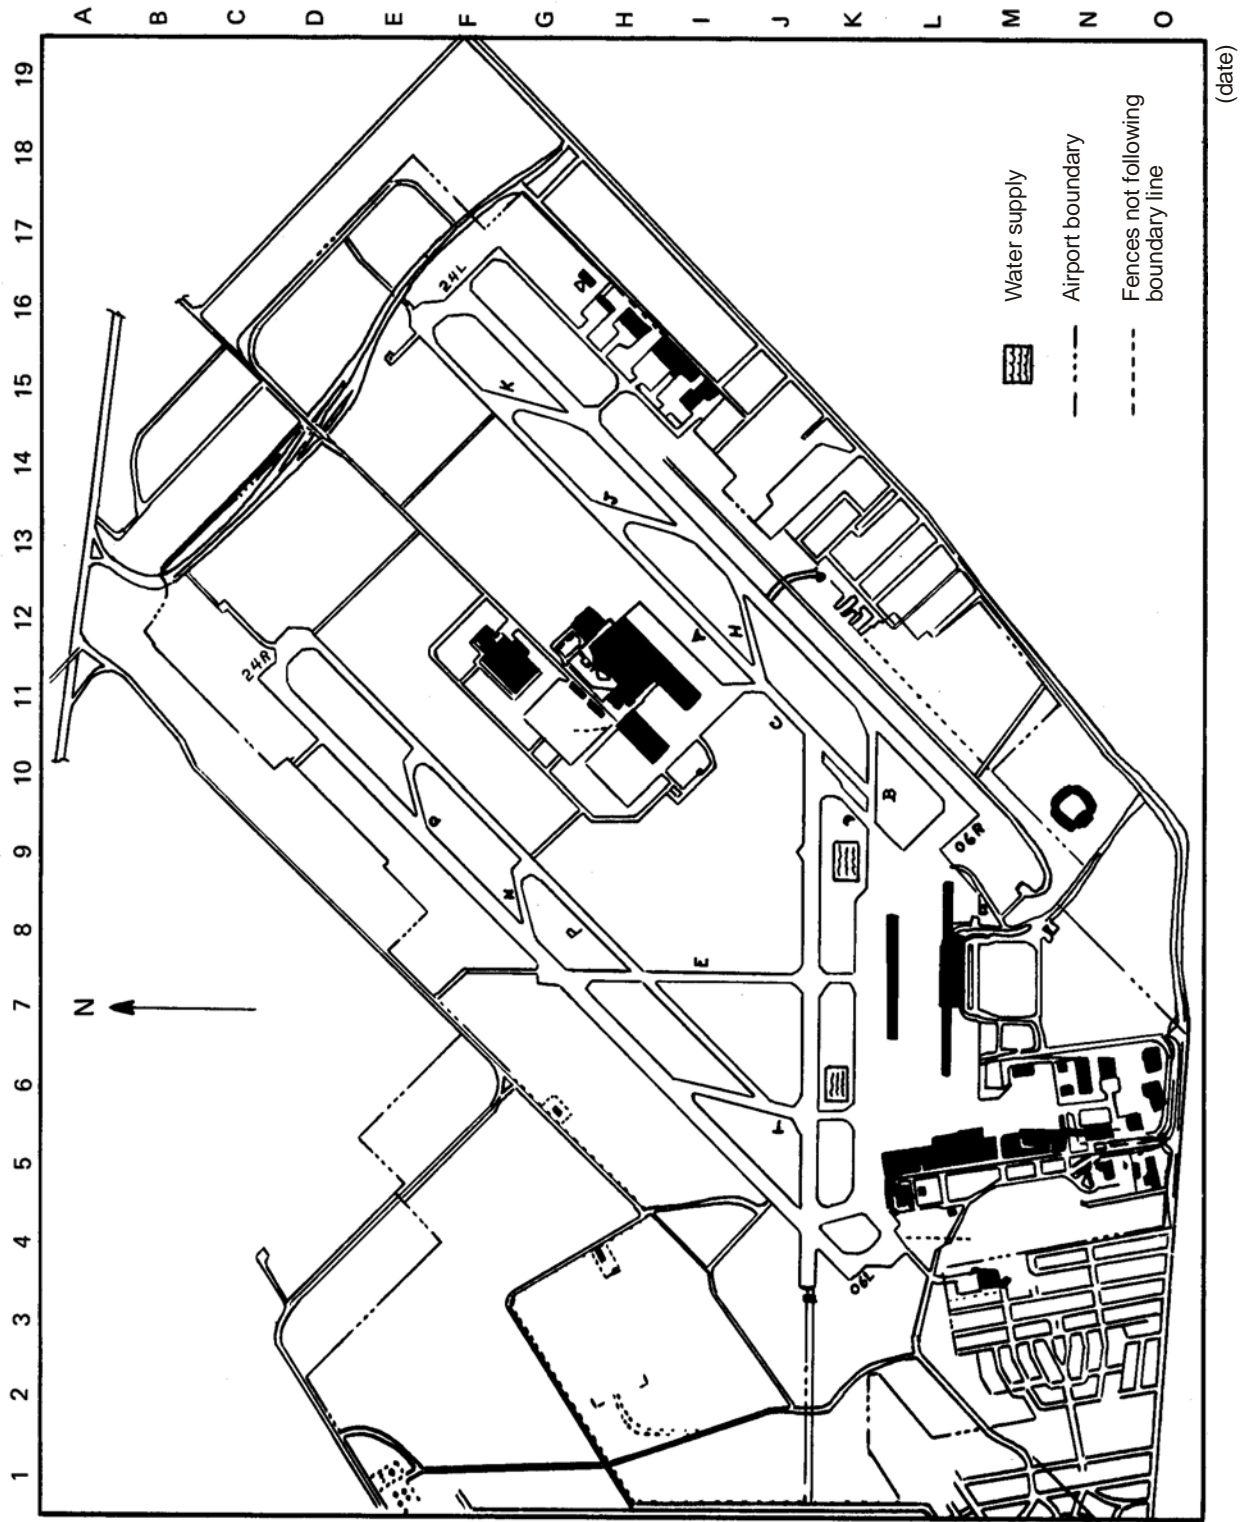 A B C D E F G H I J K L M N O
19
18
17
16
15
14
13
12
11
10
9
8
7
6
5
4
3
2
1
N
24L
24R
K
J
A
H
C
B
06R
M
P
E
T
06L
Water supply
Airport boundary
Fences not following
boundary line
(date)